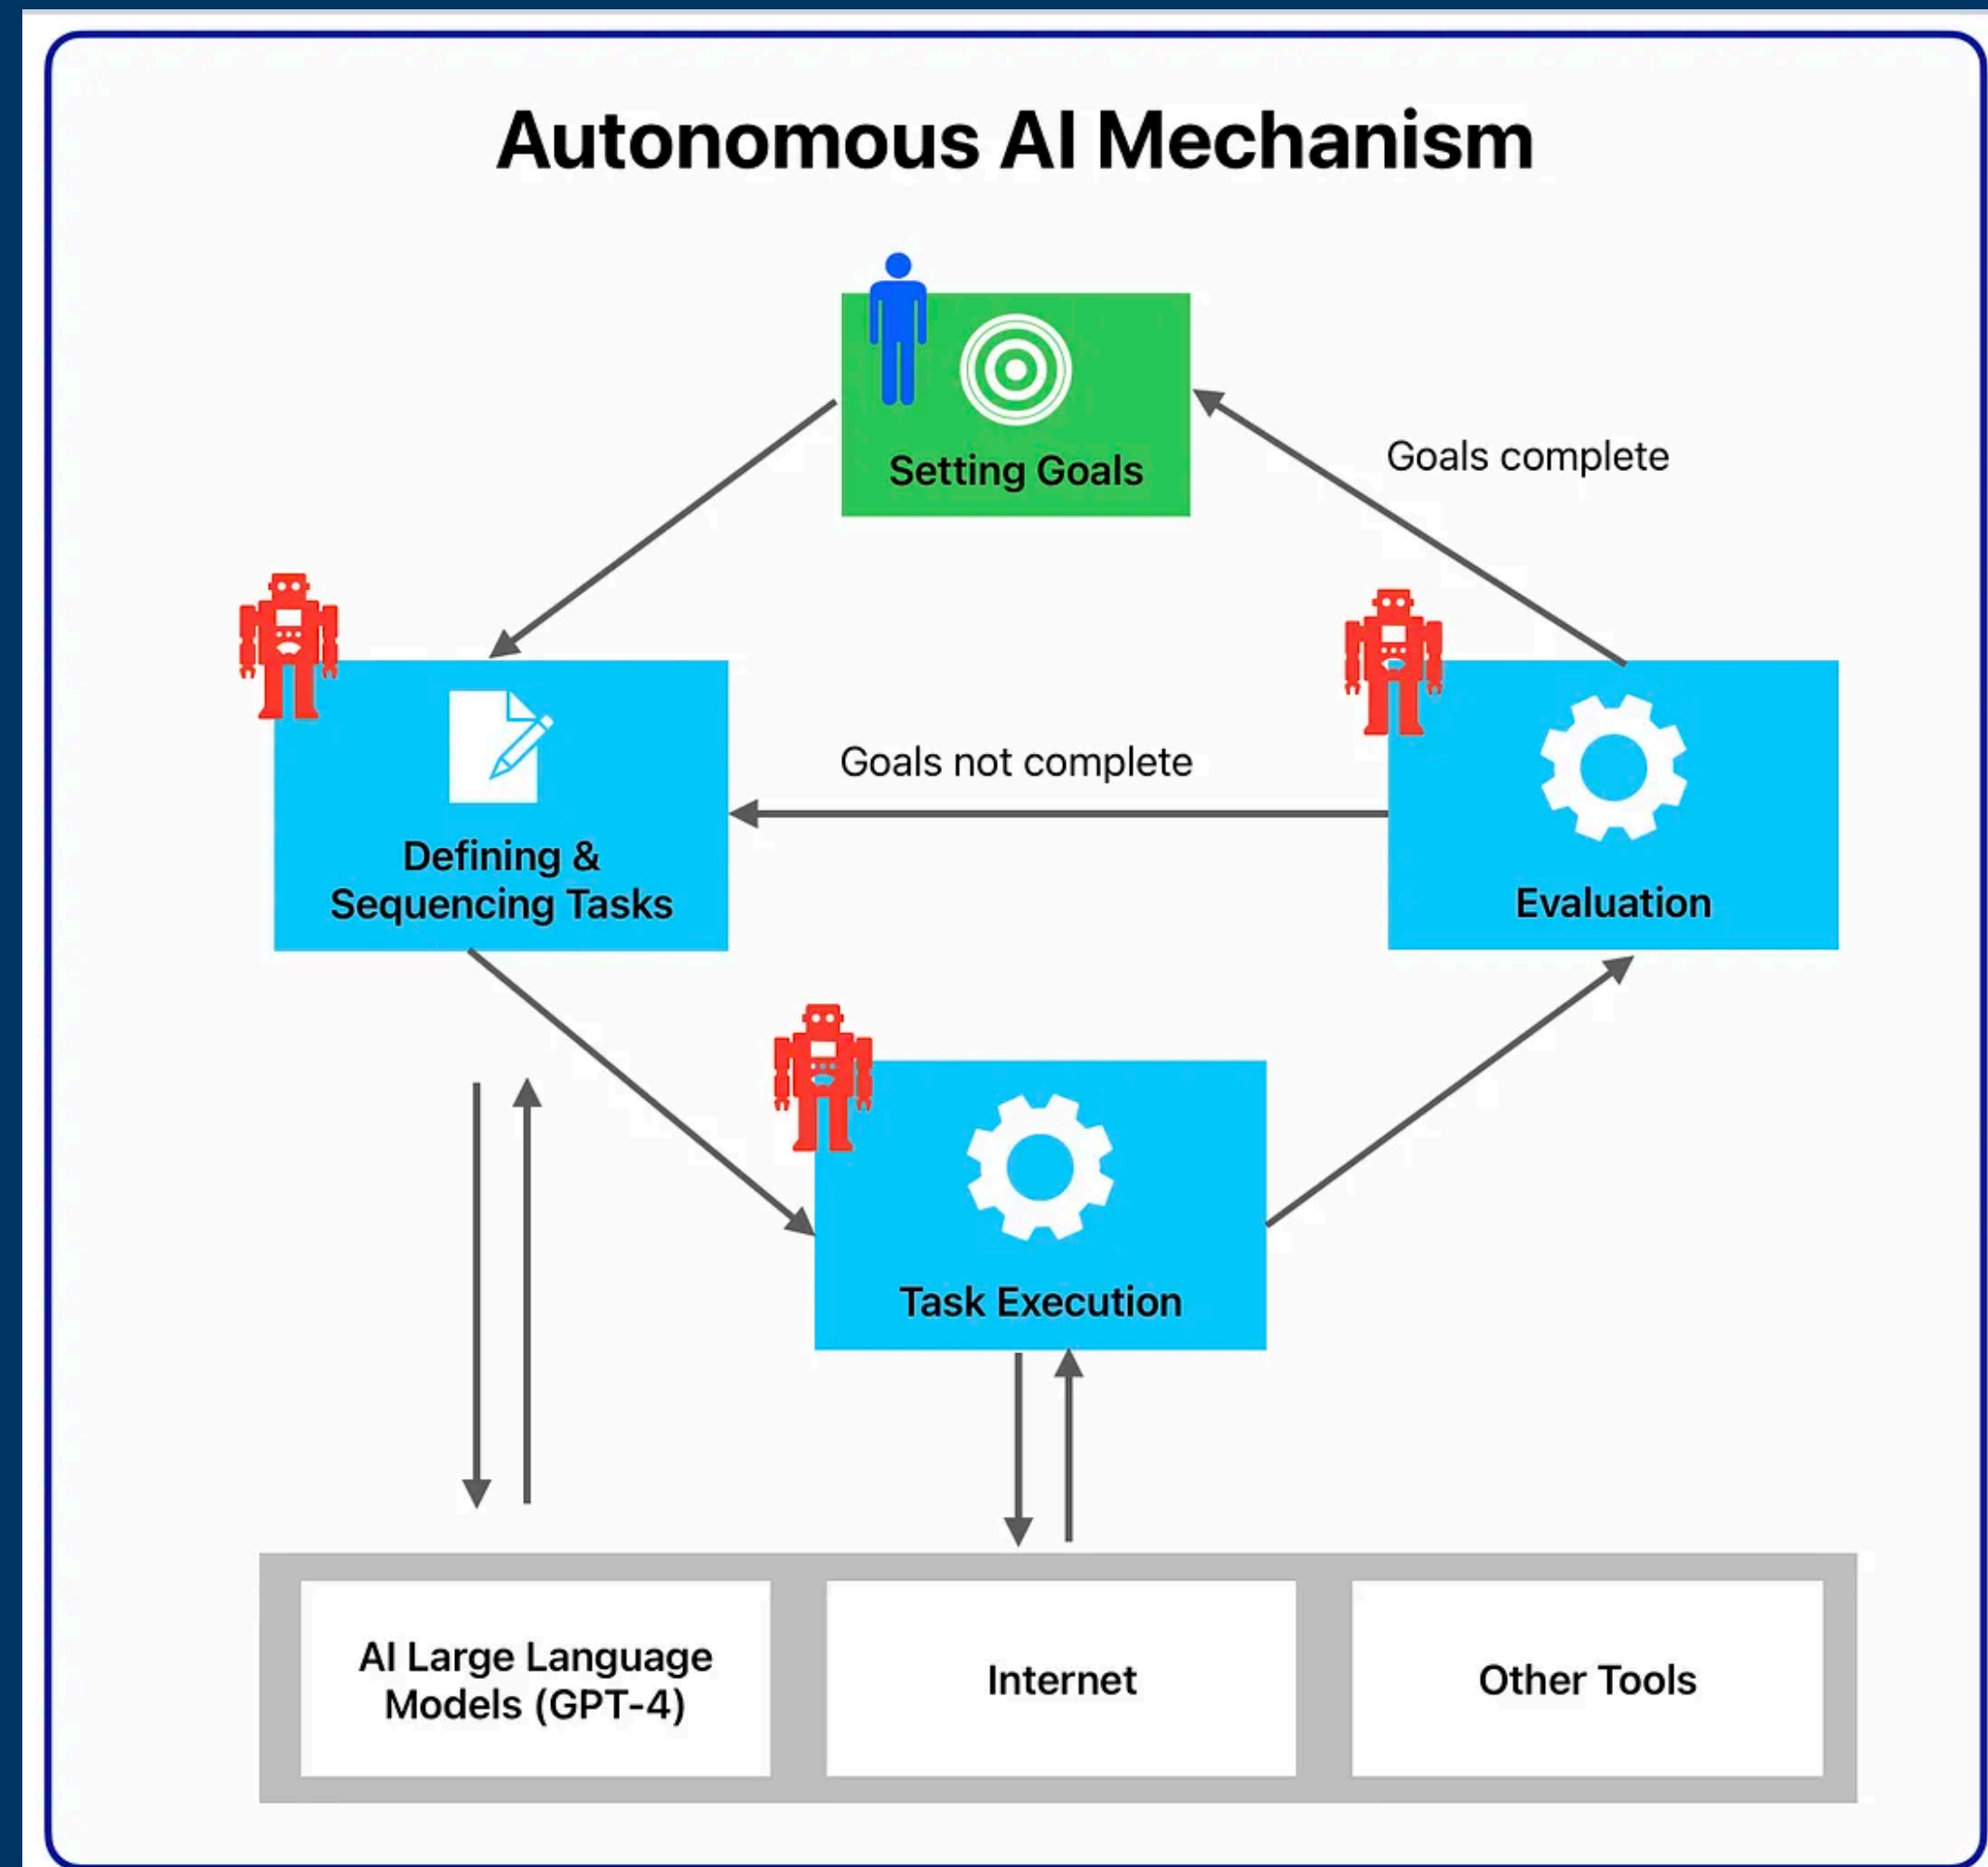 Autonomous AI Mechanism
Setting Goals
Goals complete
Goals not complete
Defining &
Sequencing Tasks
Evaluation
Task Execution
AI Large Language
Models (GPT-4)
Internet
Other Tools